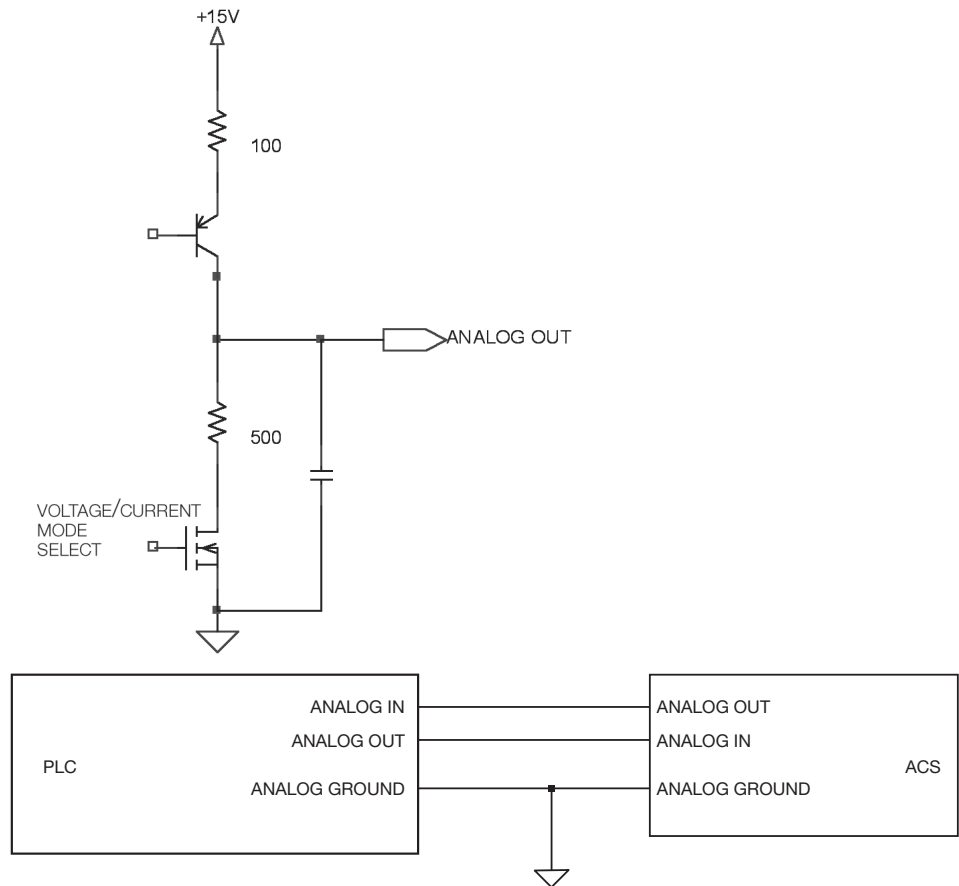 +15V
100
ANALOG OUT
500
VOLTAGE/CURRENT
MODE
SELECT
ANALOG IN
ANALOG OUT
ANALOG OUT
ANALOG IN
PLC
ACS
ANALOG GROUND
ANALOG GROUND